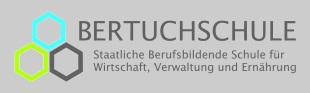 BERTUCHSCHULE
Staatliche Berufsbildende Schule für
Wirtschaft, Verwaltung und Ernährung